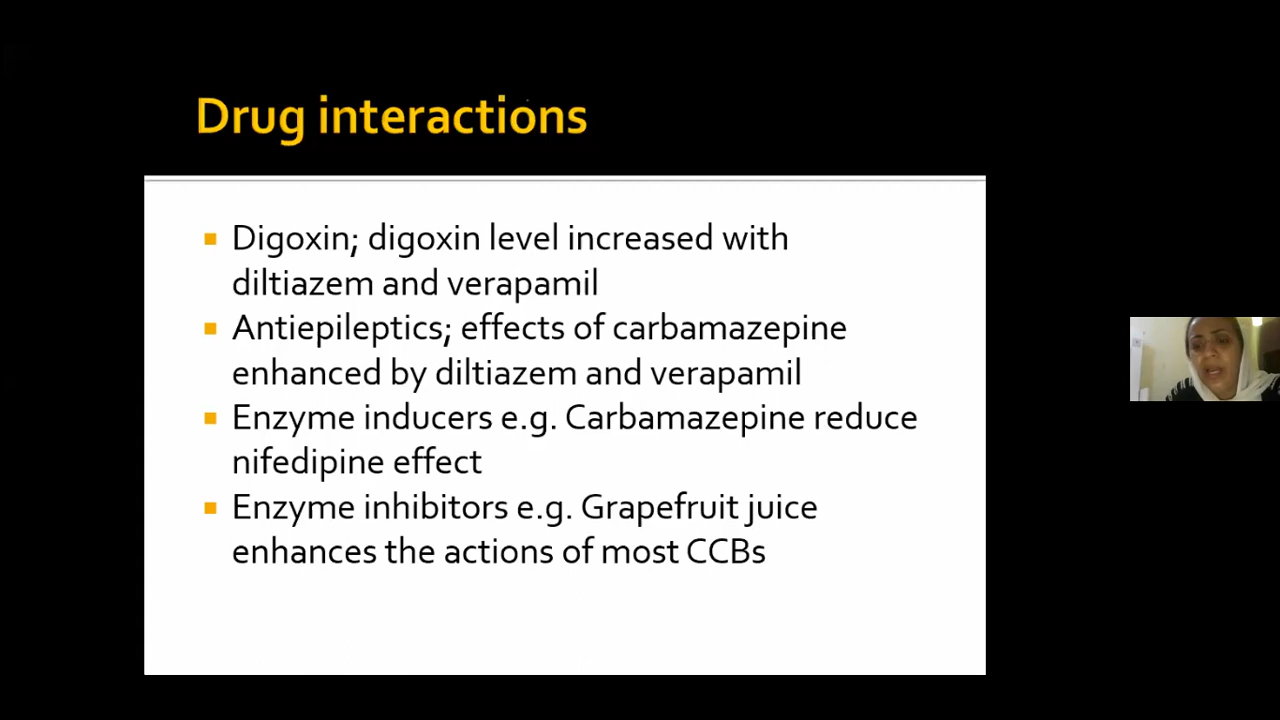 Drug interactions
Digoxin; digoxin level increased with
diltiazem and verapamil
Antiepileptics; effects of carbamazepine
enhanced by diltiazem and verapamil
Enzyme inducers e.g. Carbamazepine reduce
nifedipine effect
Enzyme inhibitors e.g. Grapefruit juice
enhances the actions of most CCBs